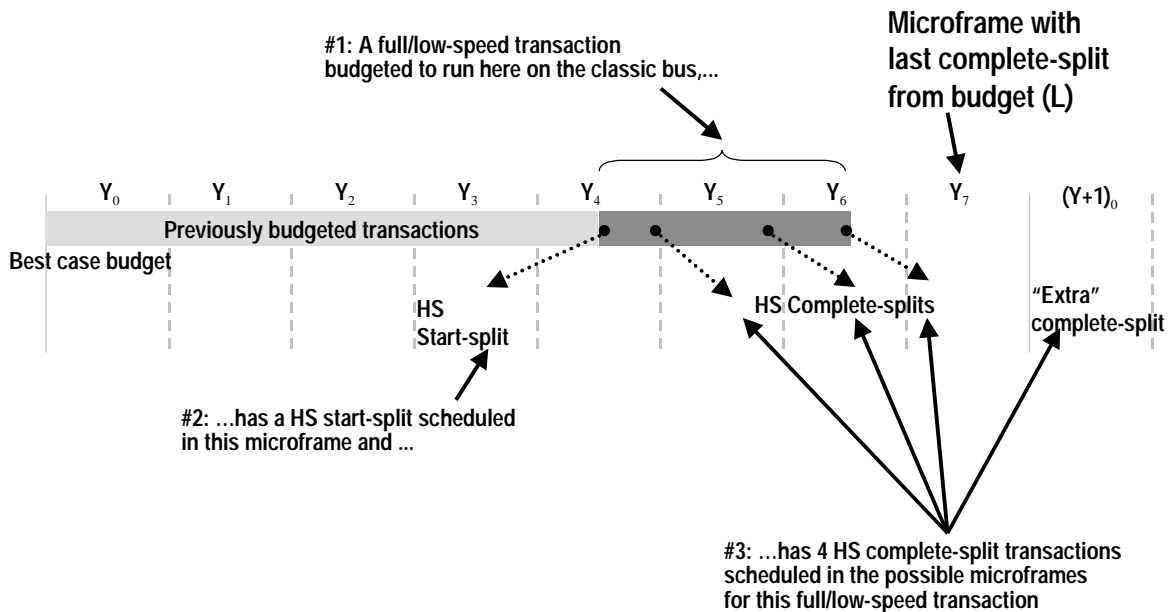 #1: A full/low-speed transaction
budgeted to run here on the classic bus,...
Microframe with
last complete-split
from budget (L)
Y0 Y1 Y2 Y3 Y4 Y5 Y6 Y7 (Y+1)0
Previously budgeted transactions
Best case budget
HS
Start-split
HS Complete-splits
“Extra”
complete-split
#2: ...has a HS start-split scheduled
in this microframe and ...
#3: ...has 4 HS complete-split transactions
scheduled in the possible microframes
for this full/low-speed transaction